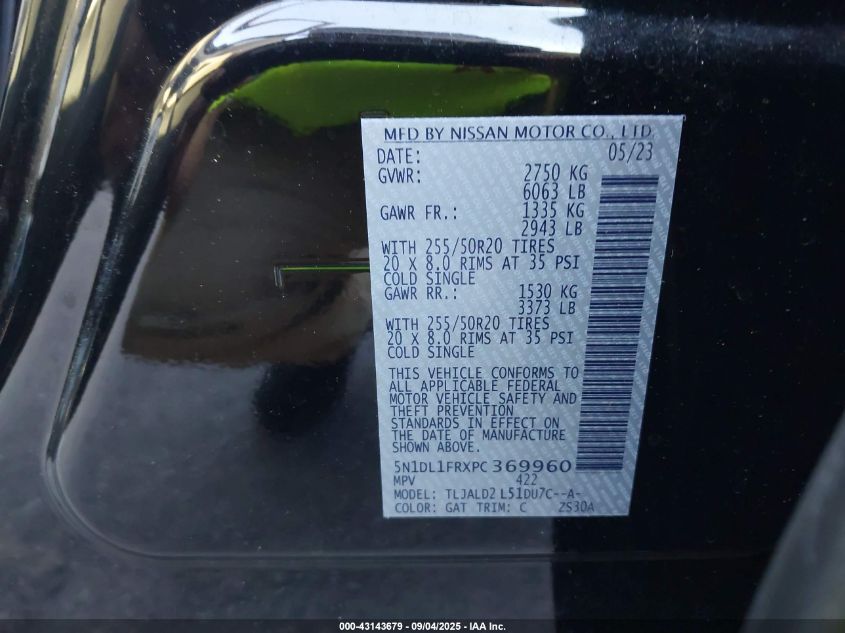 MFD BY NISSAN MOTOR CO., LTD.
DATE: 05/23
GVWR: 2750 KG
6063 LB
GAWR FR.: 1335 KG
2943 LB
WITH 255/50R20 TIRES
20 X 8.0 RIMS AT 35 PSI
COLD SINGLE
GAWR RR.: 1530 KG
3373 LB
WITH 255/50R20 TIRES
20 X 8.0 RIMS AT 35 PSI
COLD SINGLE
THIS VEHICLE CONFORMS TO
ALL APPLICABLE FEDERAL
MOTOR VEHICLE SAFETY AND
THEFT PREVENTION
STANDARDS IN EFFECT ON
THE DATE OF MANUFACTURE
SHOWN ABOVE.
5N1DL1FRXPC369960
MPV 422
MODEL: TLJALD2 L51DU7C--A-
COLOR: GAT TRIM: C ZS30A
000-43143679 - 09/04/2025 - IAA Inc.